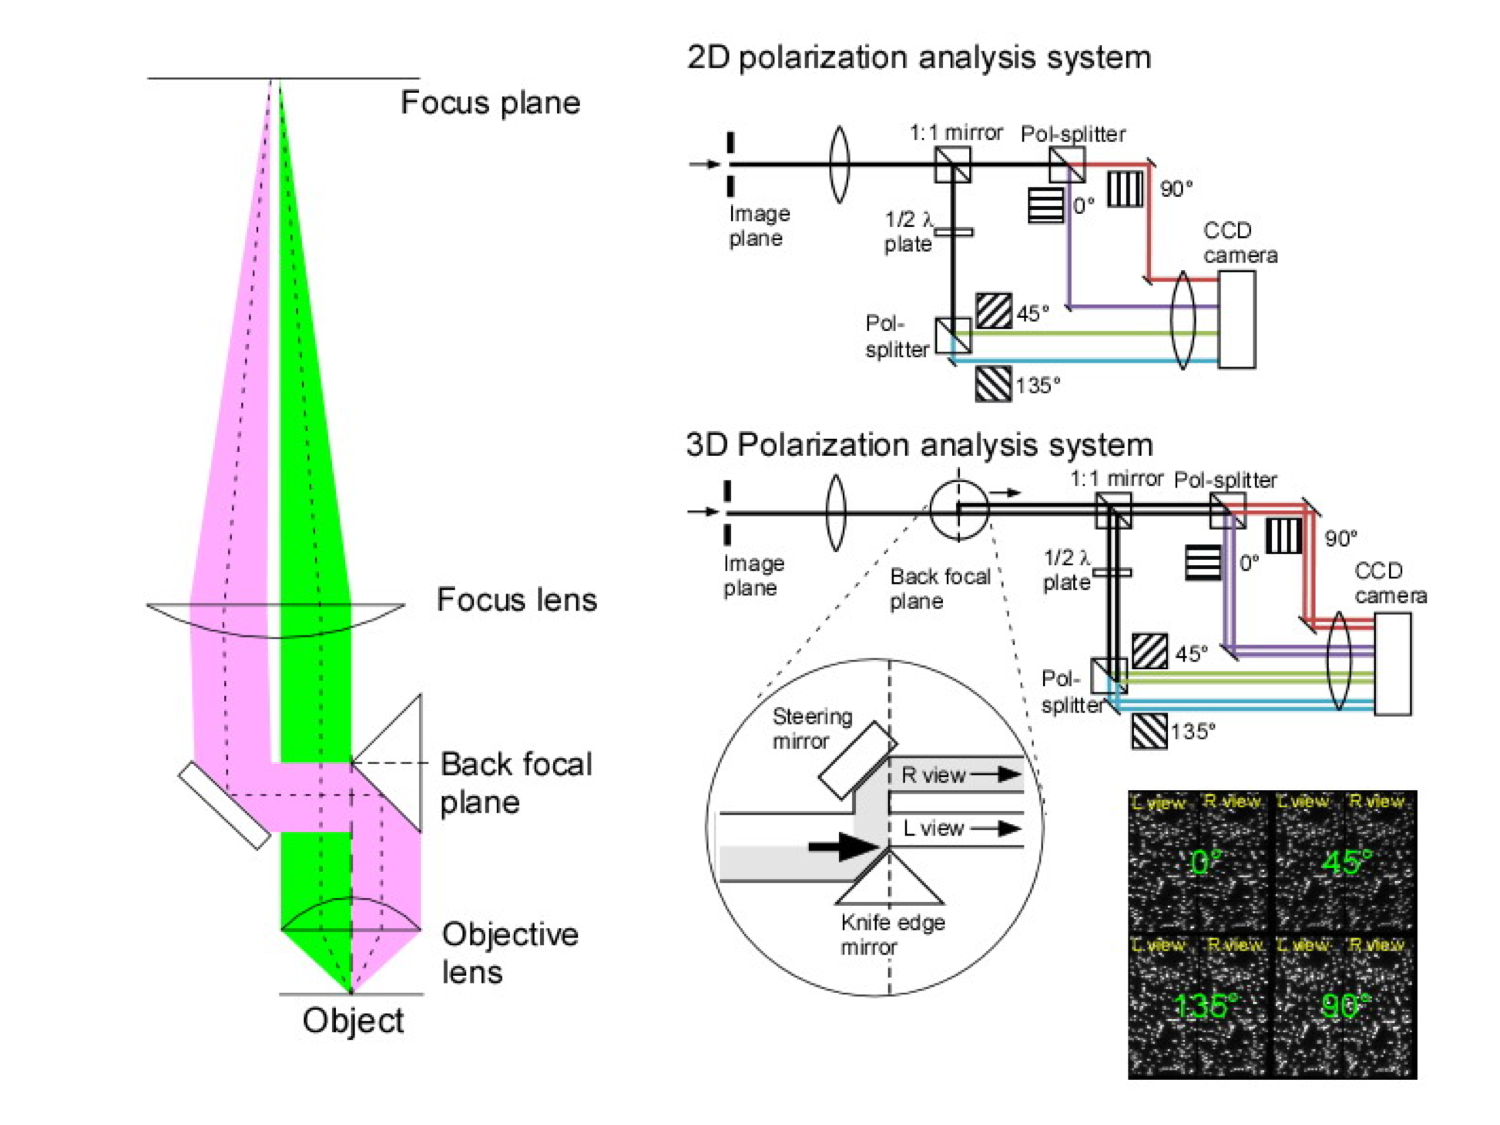 Focus plane
Focus lens
Back focal
plane
Objective
lens
Object
2D polarization analysis system
1:1 mirror
Pol-splitter
Image
plane
1/2 λ
plate
0°
90°
CCD
camera
Pol-
splitter
45°
135°
3D Polarization analysis system
1:1 mirror
Pol-splitter
Image
plane
Back focal
plane
1/2 λ
plate
0°
90°
CCD
camera
Pol-
splitter
45°
135°
Steering
mirror
R view
L view
Knife edge
mirror
L view R view L view R view
0° 45°
L view R view L view R view
135° 90°